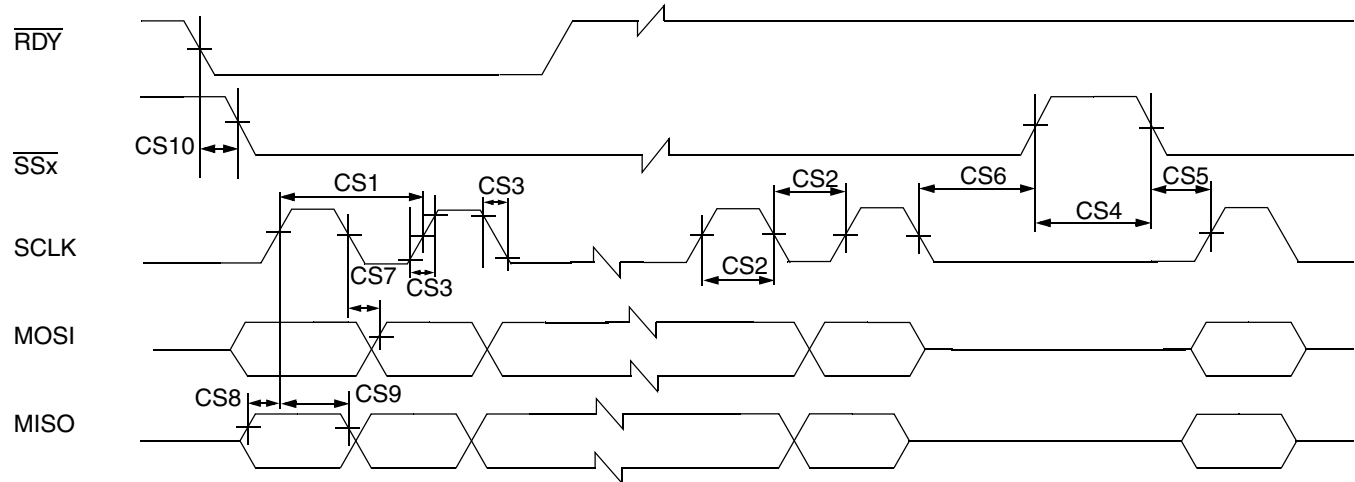 RDY
CS10
SSx
CS1
CS3
CS2
CS6
CS5
CS4
SCLK
CS7
CS3
CS2
MOSI
CS8
CS9
MISO